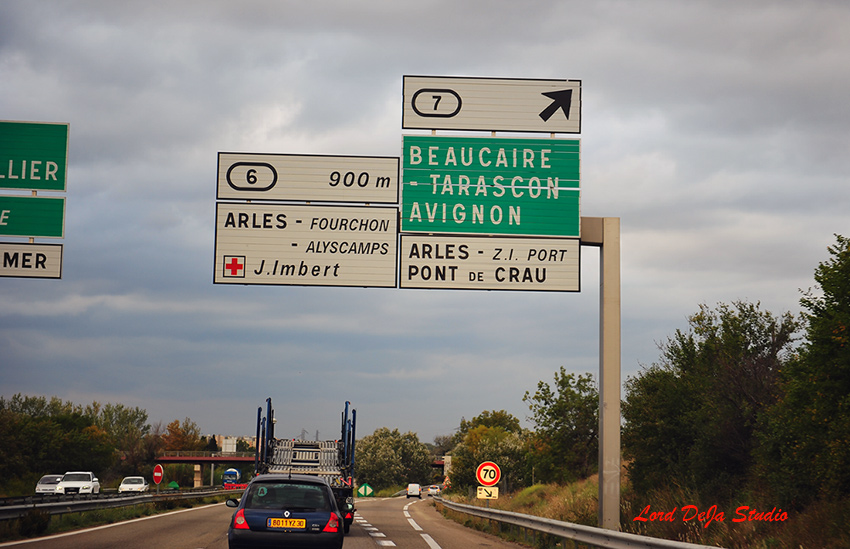 LLIER
E
MER
6 900 m
ARLES - FOURCHON
- ALYSCAMPS
J.Imbert
7
BEAUCAIRE
- TARASCON
AVIGNON
ARLES - Z.I. PORT
PONT DE CRAU
70
A
Lord DeJa Studio